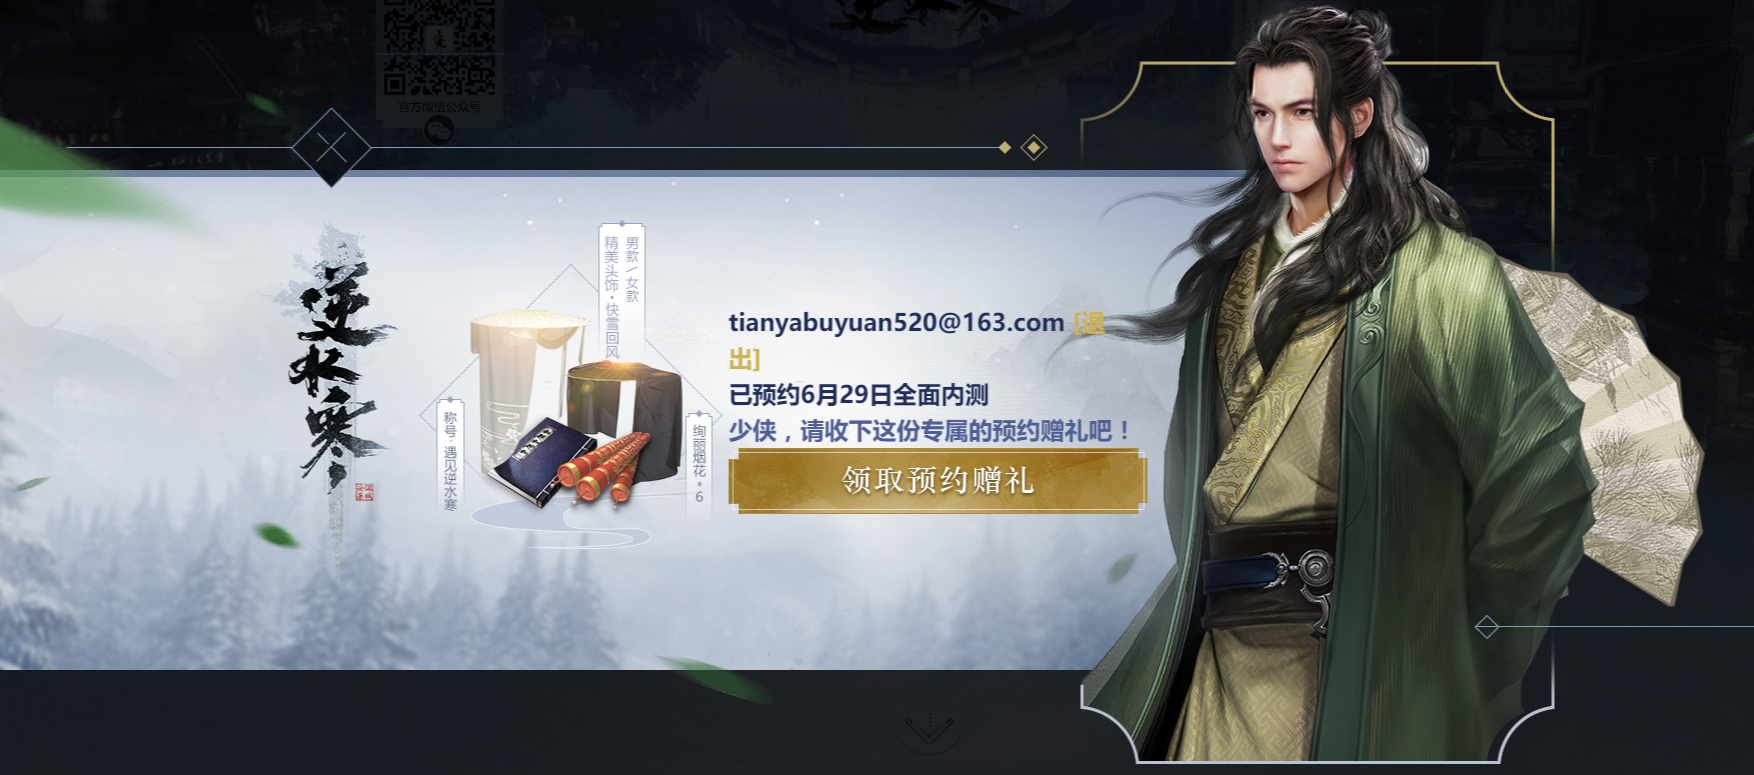 官方微信公众号
逆水寒
男款/女款
精美头饰·快雪回风
称号·遇见逆水寒
绚丽烟花*6
tianyabuyuan520@163.com [退
出]
已预约6月29日全面内测
少侠，请收下这份专属的预约赠礼吧！
领取预约赠礼